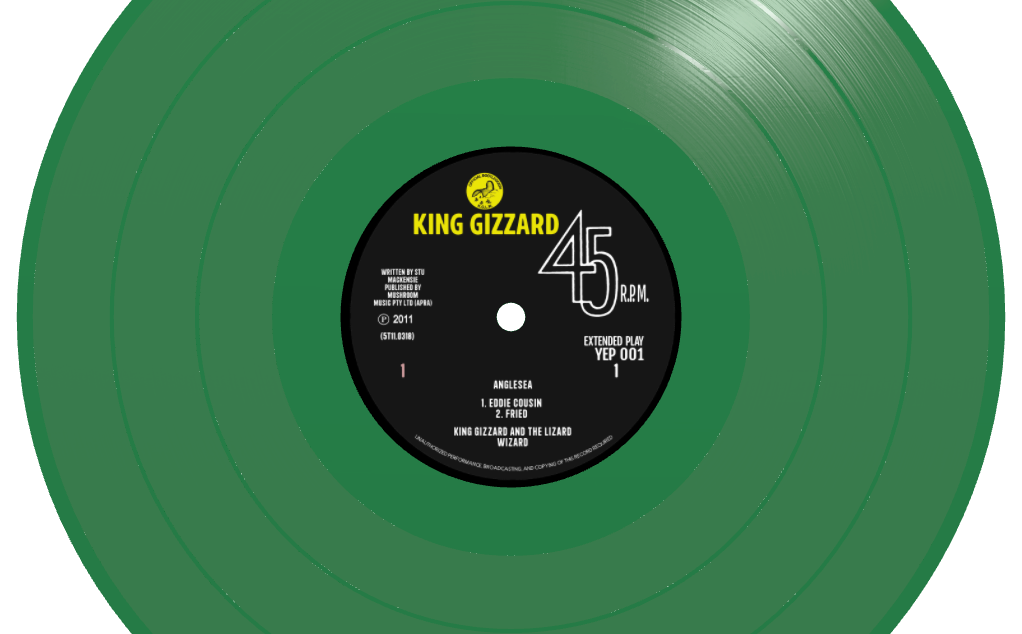 KING GIZZARD
45
R.P.M.
WRITTEN BY STU
MACKENSIE
PUBLISHED BY
MUSHROOM
MUSIC PTY LTD (APRA)
Ⓟ 2011
(5T11.0318)
1
EXTENDED PLAY
YEP 001
1
ANGLESEA
1. EDDIE COUSIN
2. FRIED
KING GIZZARD AND THE LIZARD
WIZARD
UNAUTHORIZED PERFORMANCE, BROADCASTING, AND COPYING OF THIS RECORD REQUIRED